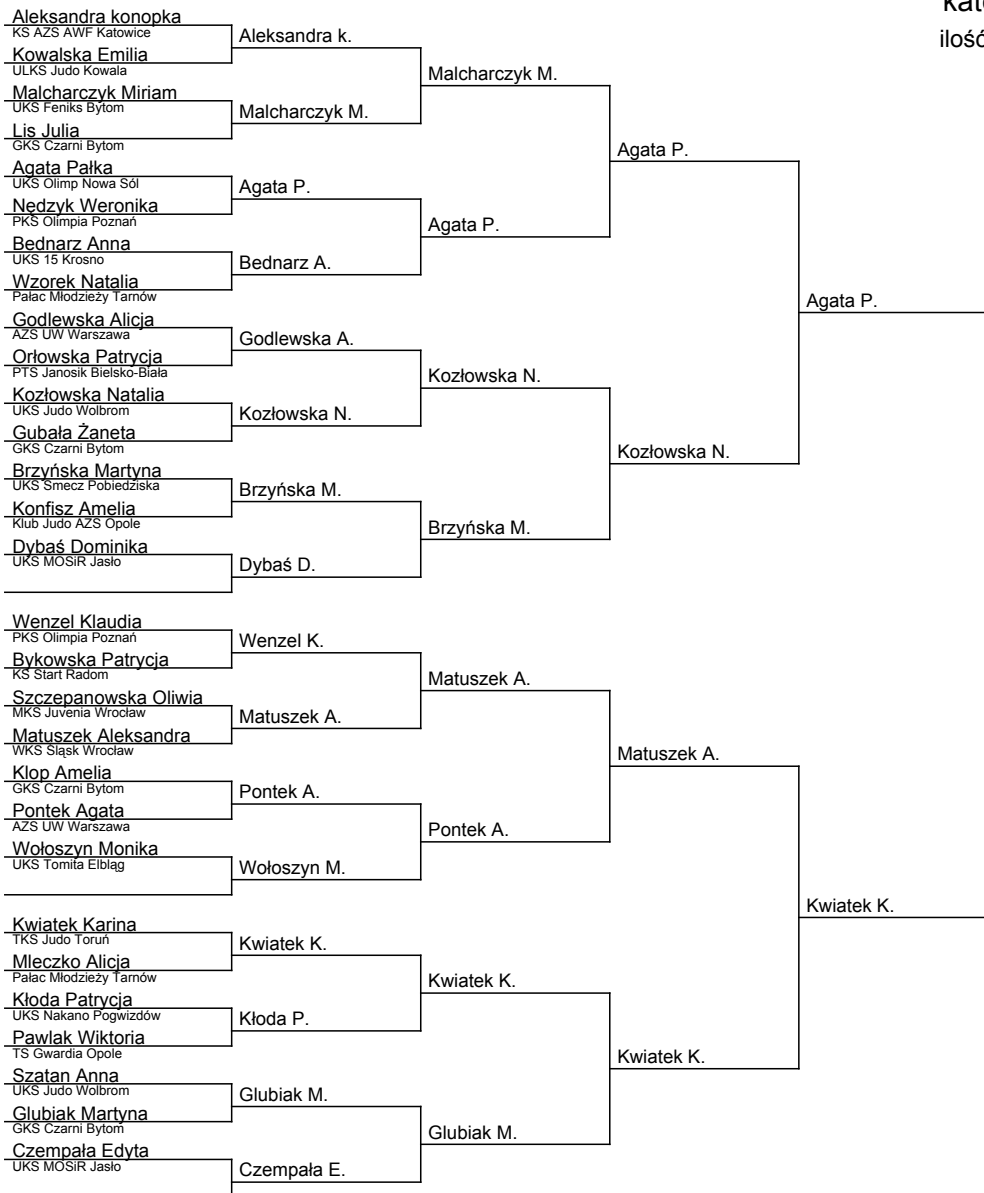 kat
ilość
Aleksandra konopka
KS AZS AWF Katowice
Kowalska Emilia
ULKS Judo Kowala
Malcharczyk Miriam
UKS Feniks Bytom
Lis Julia
GKS Czarni Bytom
Agata Pałka
UKS Olimp Nowa Sól
Nędzyk Weronika
PKS Olimpia Poznań
Bednarz Anna
UKS 15 Krosno
Wzorek Natalia
Pałac Młodzieży Tarnów
Godlewska Alicja
AZS UW Warszawa
Orłowska Patrycja
PTS Janosik Bielsko-Biała
Kozłowska Natalia
UKS Judo Wolbrom
Gubała Żaneta
GKS Czarni Bytom
Brzyńska Martyna
UKS Smecz Pobiedziska
Konfisz Amelia
Klub Judo AZS Opole
Dybaś Dominika
UKS MOSiR Jasło
Wenzel Klaudia
PKS Olimpia Poznań
Bykowska Patrycja
KS Start Radom
Szczepanowska Oliwia
MKS Juvenia Wrocław
Matuszek Aleksandra
WKS Śląsk Wrocław
Klop Amelia
GKS Czarni Bytom
Pontek Agata
AZS UW Warszawa
Wołoszyn Monika
UKS Tomita Elbląg
Kwiatek Karina
TKS Judo Toruń
Mleczko Alicja
Pałac Młodzieży Tarnów
Kłoda Patrycja
UKS Nakano Pogwizdów
Pawlak Wiktoria
TS Gwardia Opole
Szatan Anna
UKS Judo Wolbrom
Glubiak Martyna
GKS Czarni Bytom
Czempała Edyta
UKS MOSiR Jasło
Aleksandra k.
Malcharczyk M.
Agata P.
Bednarz A.
Godlewska A.
Kozłowska N.
Brzyńska M.
Dybaś D.
Wenzel K.
Matuszek A.
Pontek A.
Wołoszyn M.
Kwiatek K.
Kłoda P.
Glubiak M.
Czempała E.
Malcharczyk M.
Agata P.
Kozłowska N.
Brzyńska M.
Matuszek A.
Pontek A.
Kwiatek K.
Glubiak M.
Agata P.
Kozłowska N.
Matuszek A.
Kwiatek K.
Agata P.
Kwiatek K.